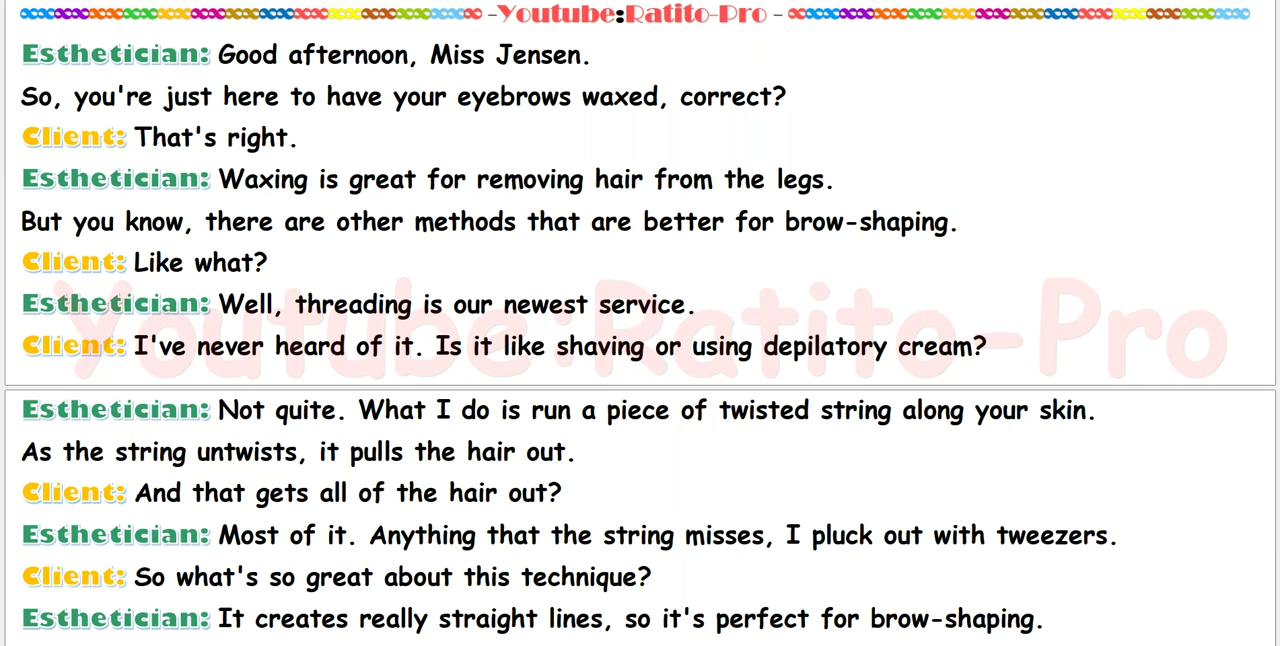 -Youtube:Ratito-Pro -
Esthetician: Good afternoon, Miss Jensen.
So, you're just here to have your eyebrows waxed, correct?
Client: That's right.
Esthetician: Waxing is great for removing hair from the legs.
But you know, there are other methods that are better for brow-shaping.
Client: Like what?
Esthetician: Well, threading is our newest service.
Client: I've never heard of it. Is it like shaving or using depilatory cream?
Youtube:Ratito-Pro
Esthetician: Not quite. What I do is run a piece of twisted string along your skin.
As the string untwists, it pulls the hair out.
Client: And that gets all of the hair out?
Esthetician: Most of it. Anything that the string misses, I pluck out with tweezers.
Client: So what's so great about this technique?
Esthetician: It creates really straight lines, so it's perfect for brow-shaping.